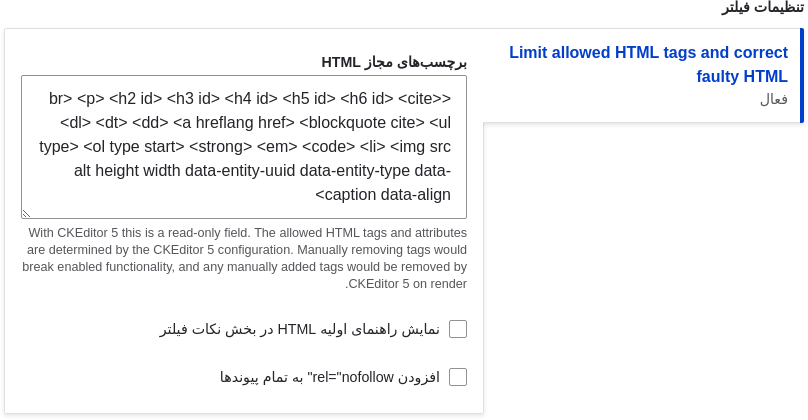 تنظیمات فیلتر
Limit allowed HTML tags and correct
faulty HTML
فعال
برچسب‌های مجاز HTML
<br> <p> <h2 id> <h3 id> <h4 id> <h5 id> <h6 id> <cite>
<dl> <dt> <dd> <a hreflang href> <blockquote cite> <ul
type> <ol type start> <strong> <em> <code> <li> <img src
alt height width data-entity-uuid data-entity-type data-
caption data-align>
With CKEditor 5 this is a read-only field. The allowed HTML tags and attributes
are determined by the CKEditor 5 configuration. Manually removing tags would
break enabled functionality, and any manually added tags would be removed by
CKEditor 5 on render.
نمایش راهنمای اولیه HTML در بخش نکات فیلتر
افزودن rel="nofollow" به تمام پیوندها